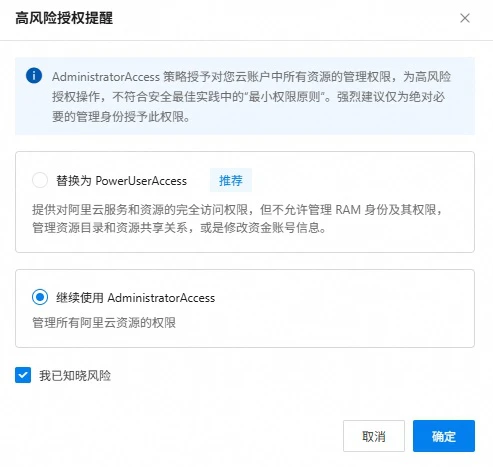 高风险授权提醒
AdministratorAccess 策略授予对您云账户中所有资源的管理权限，为高风险
授权操作，不符合安全最佳实践中的“最小权限原则”。强烈建议仅为绝对必
要的管理身份授予此权限。
替换为 PowerUserAccess 推荐
提供对阿里云服务和资源的完全访问权限，但不允许管理 RAM 身份及其权限，
管理资源目录和资源共享关系，或是修改资金账号信息。
继续使用 AdministratorAccess
管理所有阿里云资源的权限
我已知晓风险
取消 确定